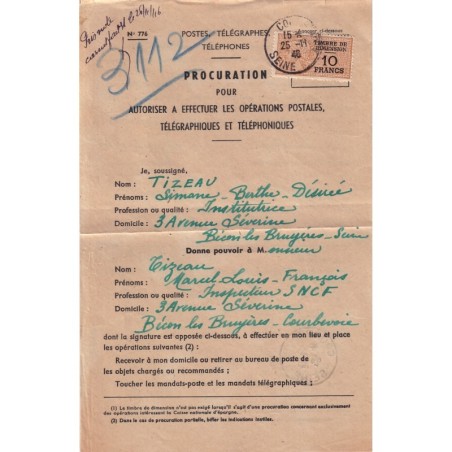 Nº 776
POSTES, TÉLÉGRAPHES,
TÉLÉPHONES
3112
15 H
25-11
46
SEINE
TIMBRE DE
DIMENSION
10
FRANCS
PROCURATION
POUR
AUTORISER A EFFECTUER LES OPÉRATIONS POSTALES,
TÉLÉGRAPHIQUES ET TÉLÉPHONIQUES
Je, soussigné,
Nom : TIZEAU
Prénoms : Simone - Berthe - Désirée
Profession ou qualité : Institutrice
Domicile : 3 Avenue Séverine
Bécon les Bruyères - Seine
Donne pouvoir à Monsieur
Nom : Tizeau
Prénoms : Marcel - Louis - François
Profession ou qualité : Inspecteur SNCF
Domicile : 3 Avenue Séverine
Bécon les Bruyères - Courbevoie
dont la signature est apposée ci-dessous, à effectuer en mon lieu et place
les opérations suivantes (2) :
Recevoir à mon domicile ou retirer au bureau de poste de
les objets chargés ou recommandés ;
Toucher les mandats-poste et les mandats télégraphiques ;
(1) Le timbre de dimension n'est pas exigé lorsqu'il s'agit d'une procuration concernant exclusivement
des opérations intéressant la Caisse nationale d'épargne.
(2) Dans le cas de procuration partielle, biffer les indications inutiles.